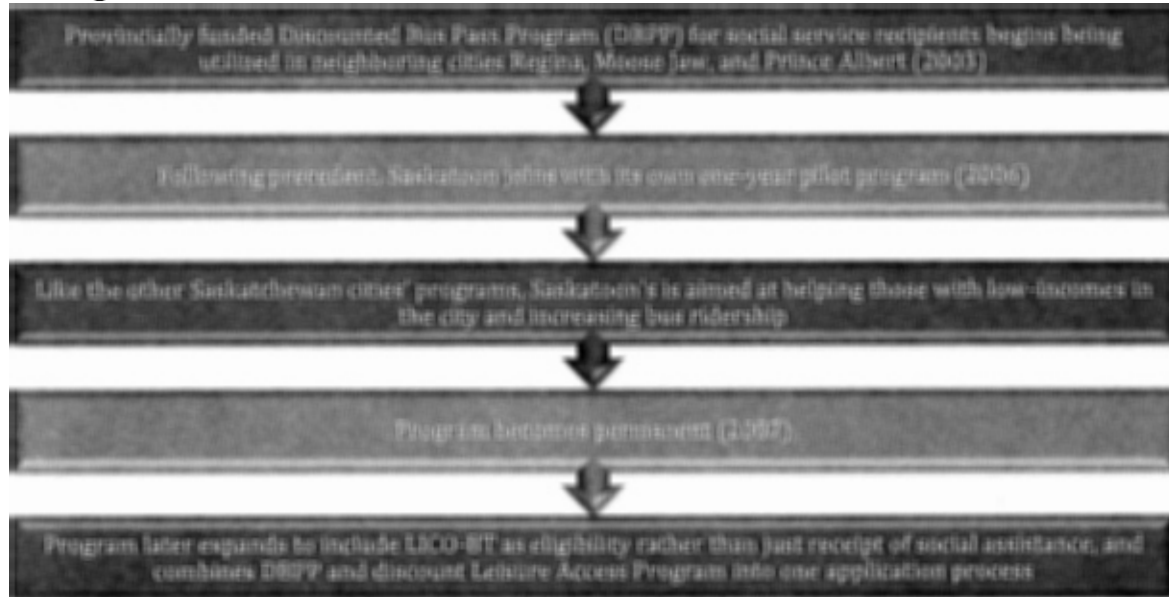 Provincially funded Discounted Bus Pass Program (DBPP) for social service recipients begins being
utilized in neighboring cities Regina, Moose Jaw, and Prince Albert (2003)
Following precedent, Saskatoon joins with its own one-year pilot program (2006)
Like the other Saskatchewan cities' programs, Saskatoon's is aimed at helping those with low-incomes in
the city and increasing bus ridership
Program becomes permanent
Program later expands to include LICO-BT as eligibility rather than just receipt of social assistance, and
combines DBPP and discount Leisure Access Program into one application process